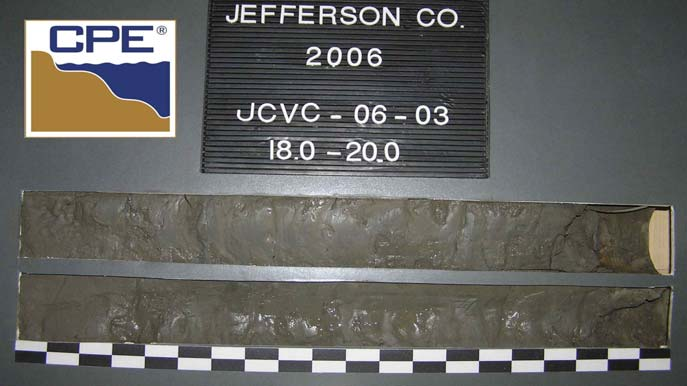 CPE®
JEFFERSON CO.
2006
JCVC-06-03
18.0-20.0